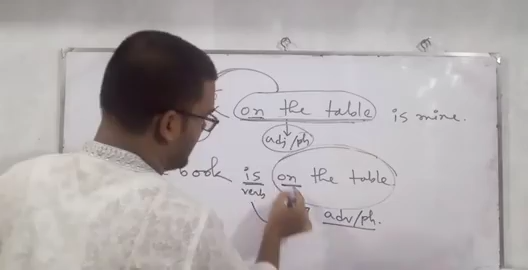 on the table is mine.
adj/ph
book is on the table
verb
adv/ph.